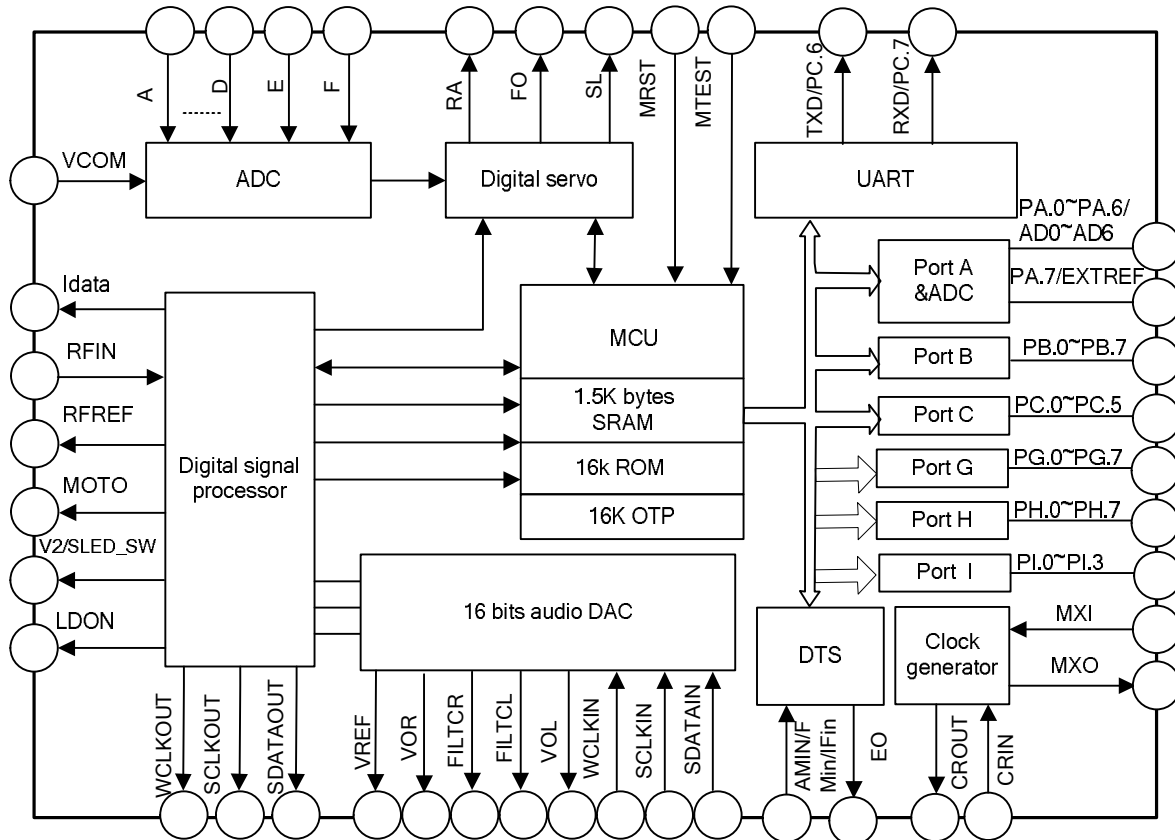 A
D
E
F
RA
FO
SL
MRST
MTEST
TXD/PC.6
RXD/PC.7
VCOM
ADC
Digital servo
UART
PA.0~PA.6/
AD0~AD6
Port A
&ADC
PA.7/EXTREF
Idata
RFIN
RFREF
MOTO
V2/SLED_SW
LDON
Digital signal
processor
MCU
1.5K bytes
SRAM
16k ROM
16K OTP
Port B
PB.0~PB.7
Port C
PC.0~PC.5
Port G
PG.0~PG.7
Port H
PH.0~PH.7
Port I
PI.0~PI.3
16 bits audio DAC
DTS
Clock
generator
MXI
MXO
WCLKOUT
SCLKOUT
SDATAOUT
VREF
VOR
FILTCR
FILTCL
VOL
WCLKIN
SCLKIN
SDATAIN
AMIN/F
Min/IFin
EO
CROUT
CRIN